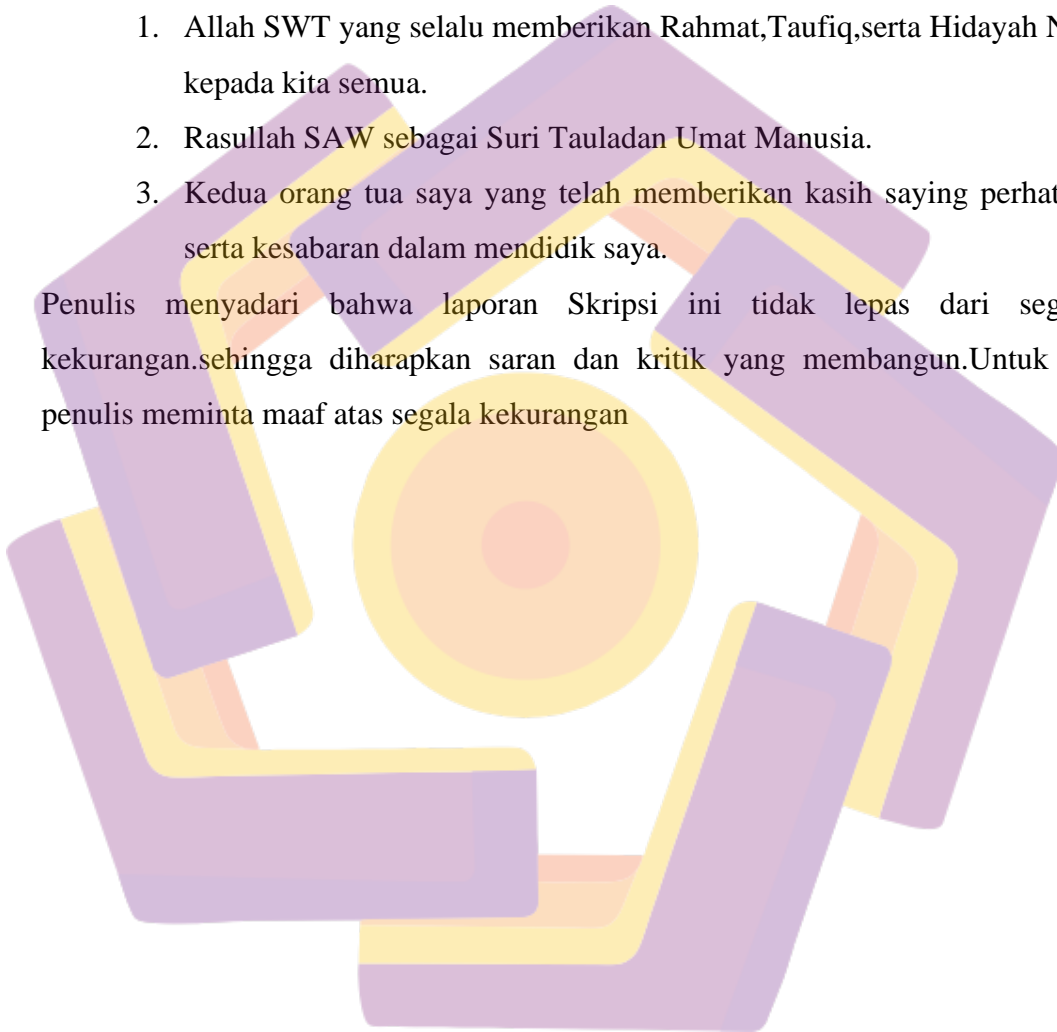 1. Allah SWT yang selalu memberikan Rahmat,Taufiq,serta Hidayah
kepada kita semua.
2. Rasullah SAW sebagai Suri Tauladan Umat Manusia.
3. Kedua orang tua saya yang telah memberikan kasih saying
serta kesabaran dalam mendidik saya.
Penulis menyadari bahwa laporan Skripsi ini tidak lepas dari
kekurangan.sehingga diharapkan saran dan kritik yang membangun.Untuk
penulis meminta maaf atas segala kekurangan